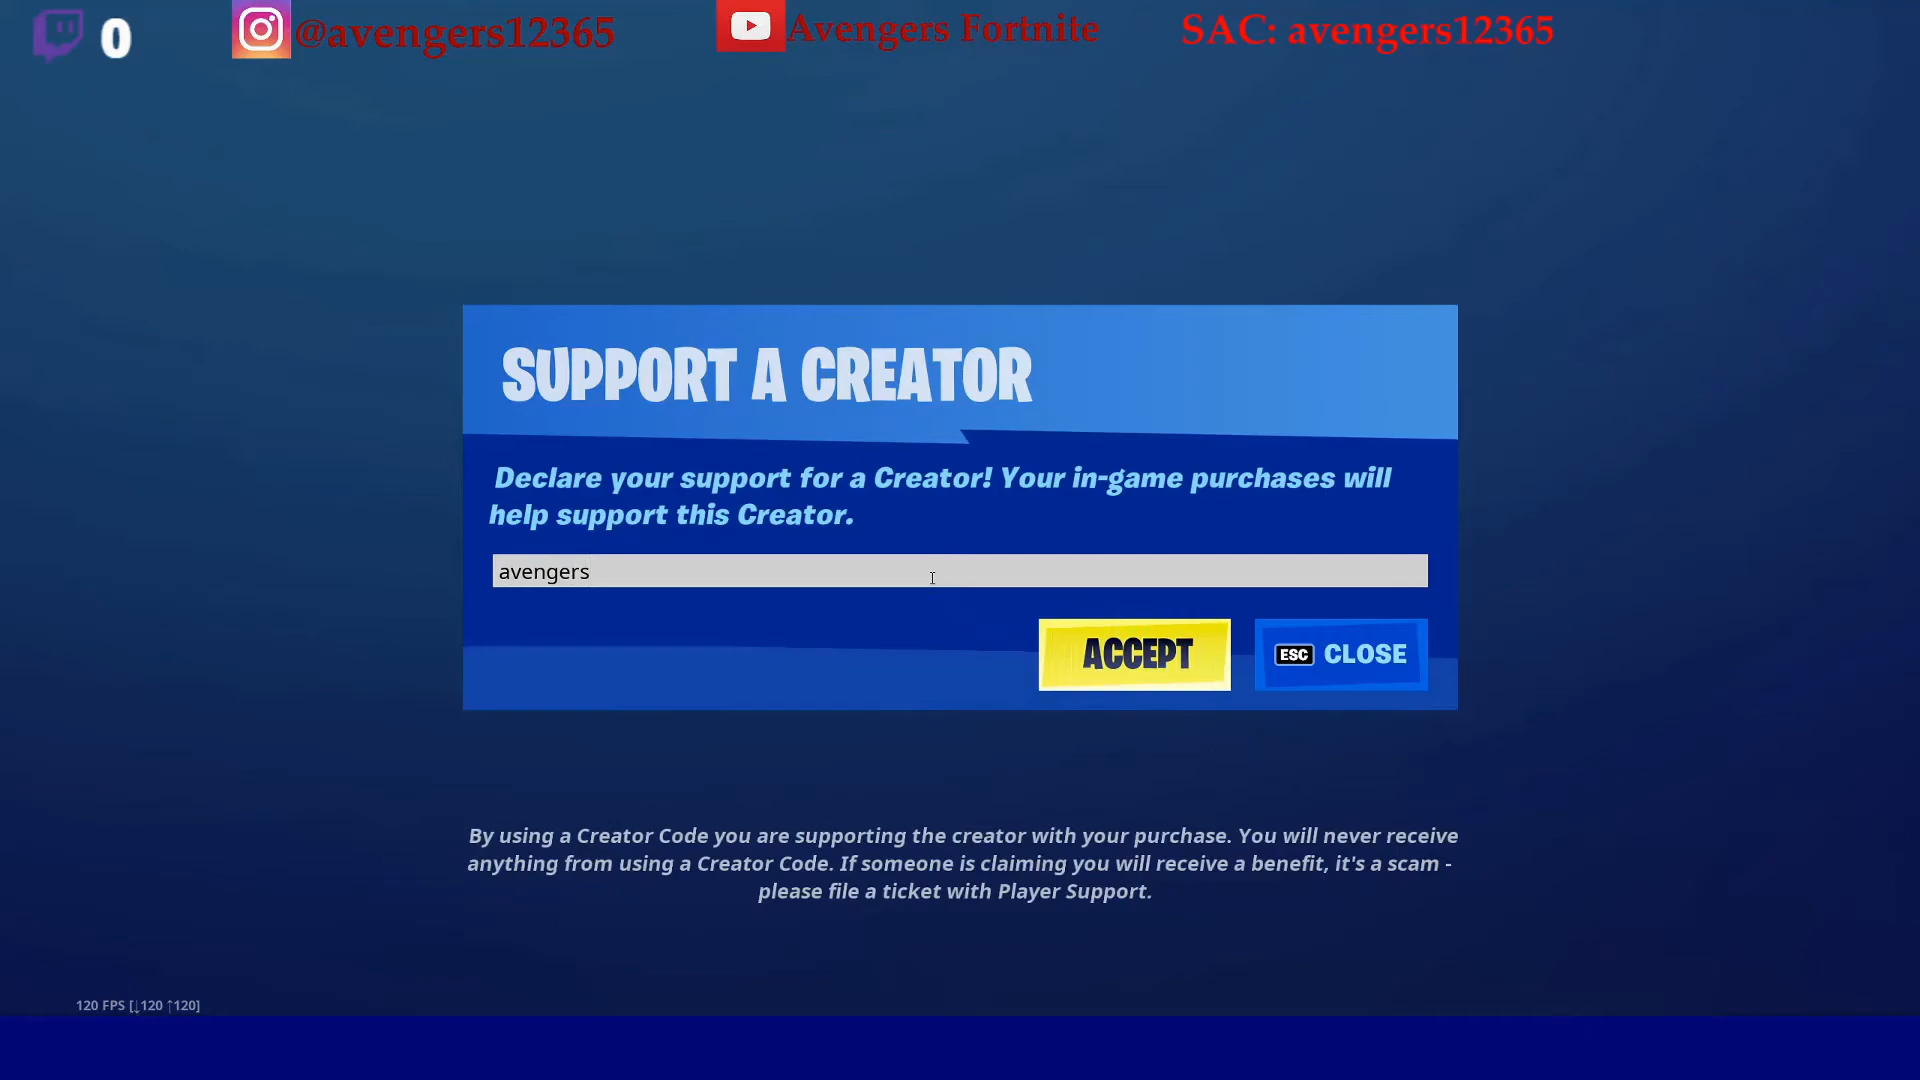 0 @avengers12365 Avengers Fortnite SAC: avengers12365
SUPPORT A CREATOR
Declare your support for a Creator! Your in-game purchases will
help support this Creator.
avengers
ACCEPT ESC CLOSE
By using a Creator Code you are supporting the creator with your purchase. You will never receive
anything from using a Creator Code. If someone is claiming you will receive a benefit, it's a scam -
please file a ticket with Player Support.
120 FPS [↓120 ↑120]